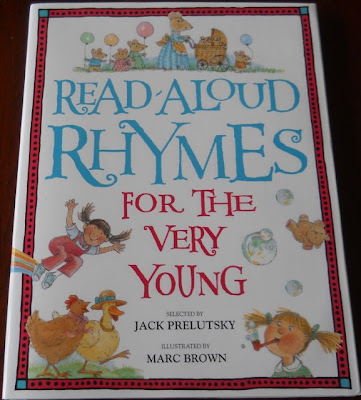 READ-ALOUD
RHYMES
FOR THE
VERY
YOUNG
SELECTED BY
JACK PRELUTSKY
ILLUSTRATED BY
MARC BROWN